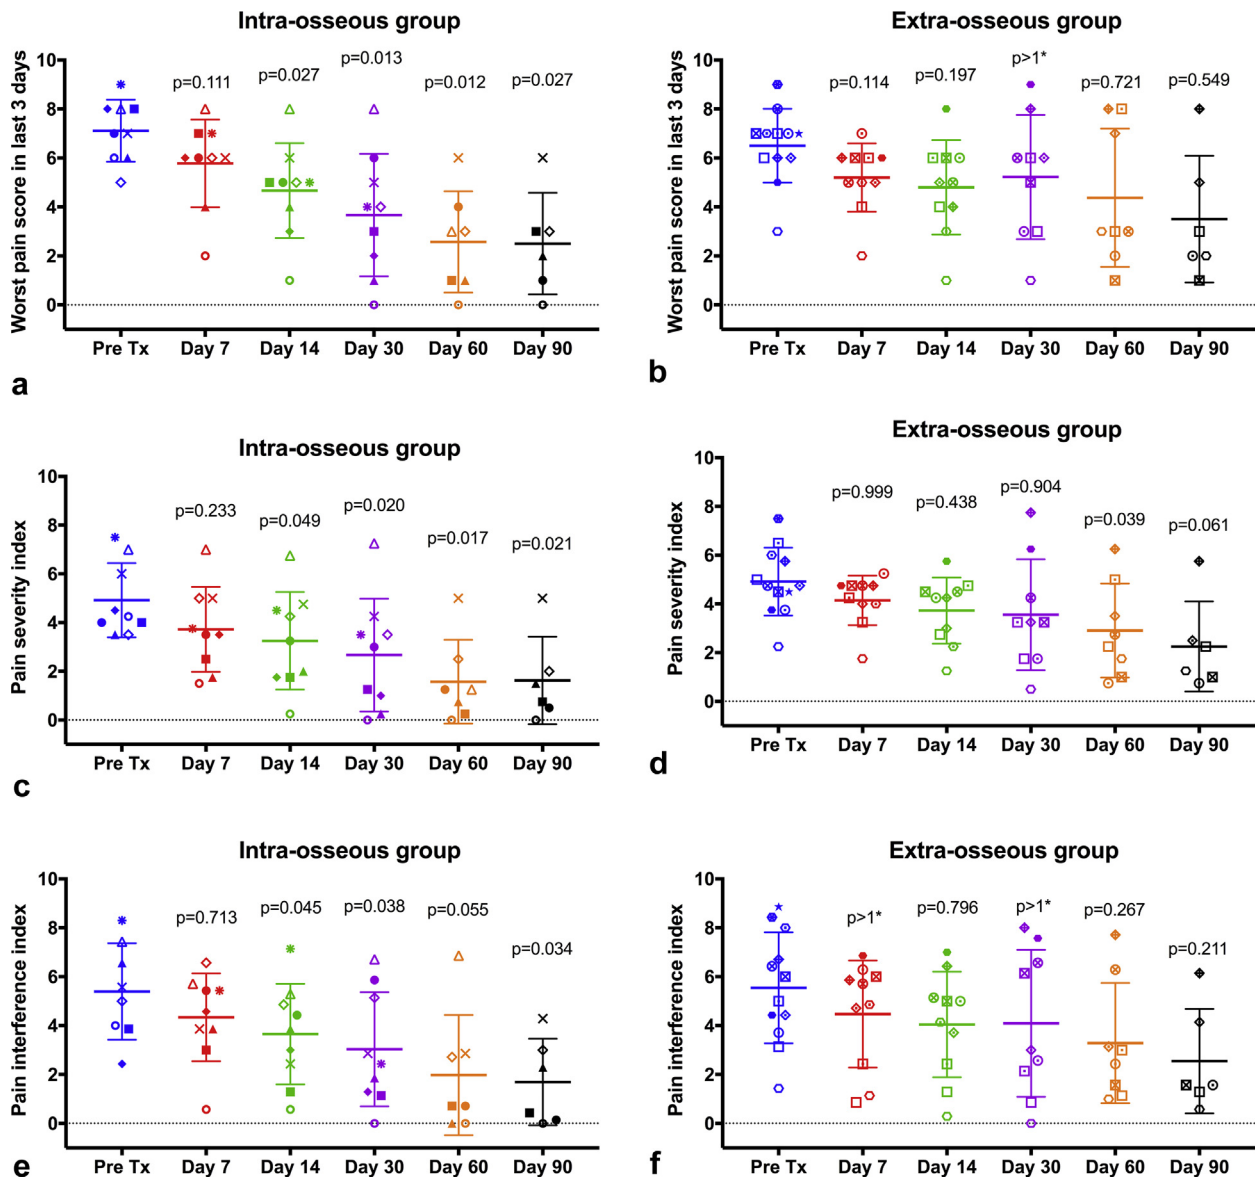 Intra-osseous group
Worst pain score in last 3 days
10
8
6
4
2
0
p=0.111
p=0.027
p=0.013
p=0.012
p=0.027
Pre Tx
Day 7
Day 14
Day 30
Day 60
Day 90
a
Extra-osseous group
Worst pain score in last 3 days
10
8
6
4
2
0
p=0.114
p=0.197
p>1*
p=0.721
p=0.549
Pre Tx
Day 7
Day 14
Day 30
Day 60
Day 90
b
Intra-osseous group
Pain severity index
10
8
6
4
2
0
p=0.233
p=0.049
p=0.020
p=0.017
p=0.021
Pre Tx
Day 7
Day 14
Day 30
Day 60
Day 90
c
Extra-osseous group
Pain severity index
10
8
6
4
2
0
p=0.999
p=0.438
p=0.904
p=0.039
p=0.061
Pre Tx
Day 7
Day 14
Day 30
Day 60
Day 90
d
Intra-osseous group
Pain interference index
10
8
6
4
2
0
p=0.713
p=0.045
p=0.038
p=0.055
p=0.034
Pre Tx
Day 7
Day 14
Day 30
Day 60
Day 90
e
Extra-osseous group
Pain interference index
10
8
6
4
2
0
p>1*
p=0.796
p>1*
p=0.267
p=0.211
Pre Tx
Day 7
Day 14
Day 30
Day 60
Day 90
f